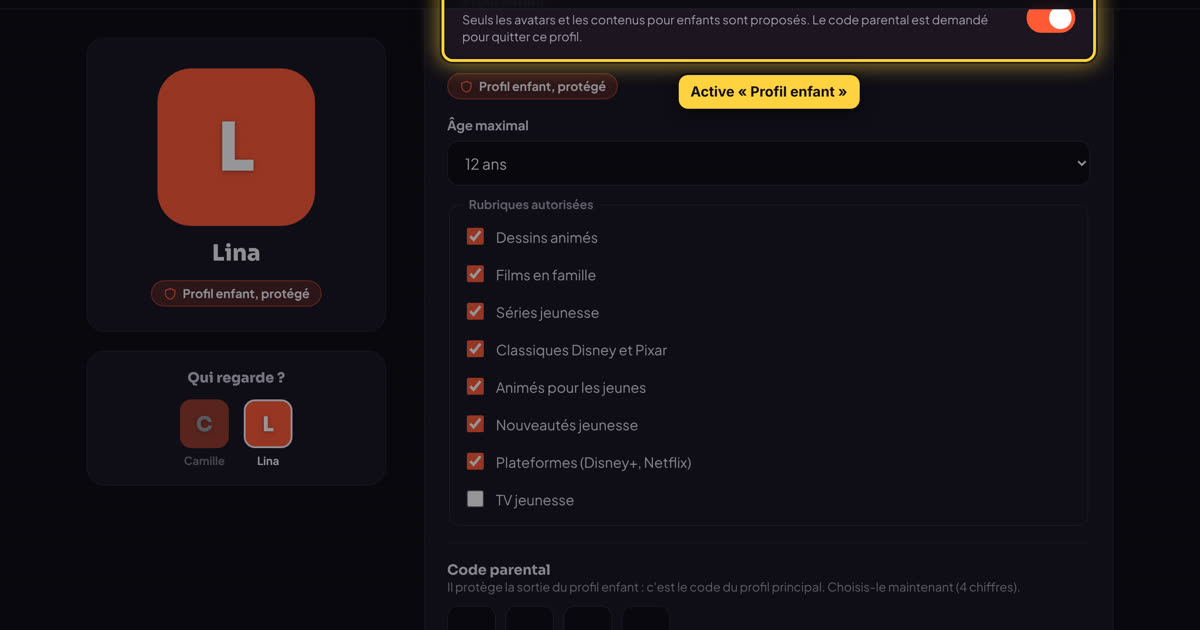 Seuls les avatars et les contenus pour enfants sont proposés. Le code parental est demandé
pour quitter ce profil.
Profil enfant, protégé
Active « Profil enfant »
Âge maximal
12 ans
Rubriques autorisées
Dessins animés
Films en famille
Séries jeunesse
Classiques Disney et Pixar
Animés pour les jeunes
Nouveautés jeunesse
Plateformes (Disney+, Netflix)
TV jeunesse
Code parental
Il protège la sortie du profil enfant : c'est le code du profil principal. Choisis-le maintenant (4 chiffres).
L
Lina
Profil enfant, protégé
Qui regarde ?
C
L
Camille
Lina